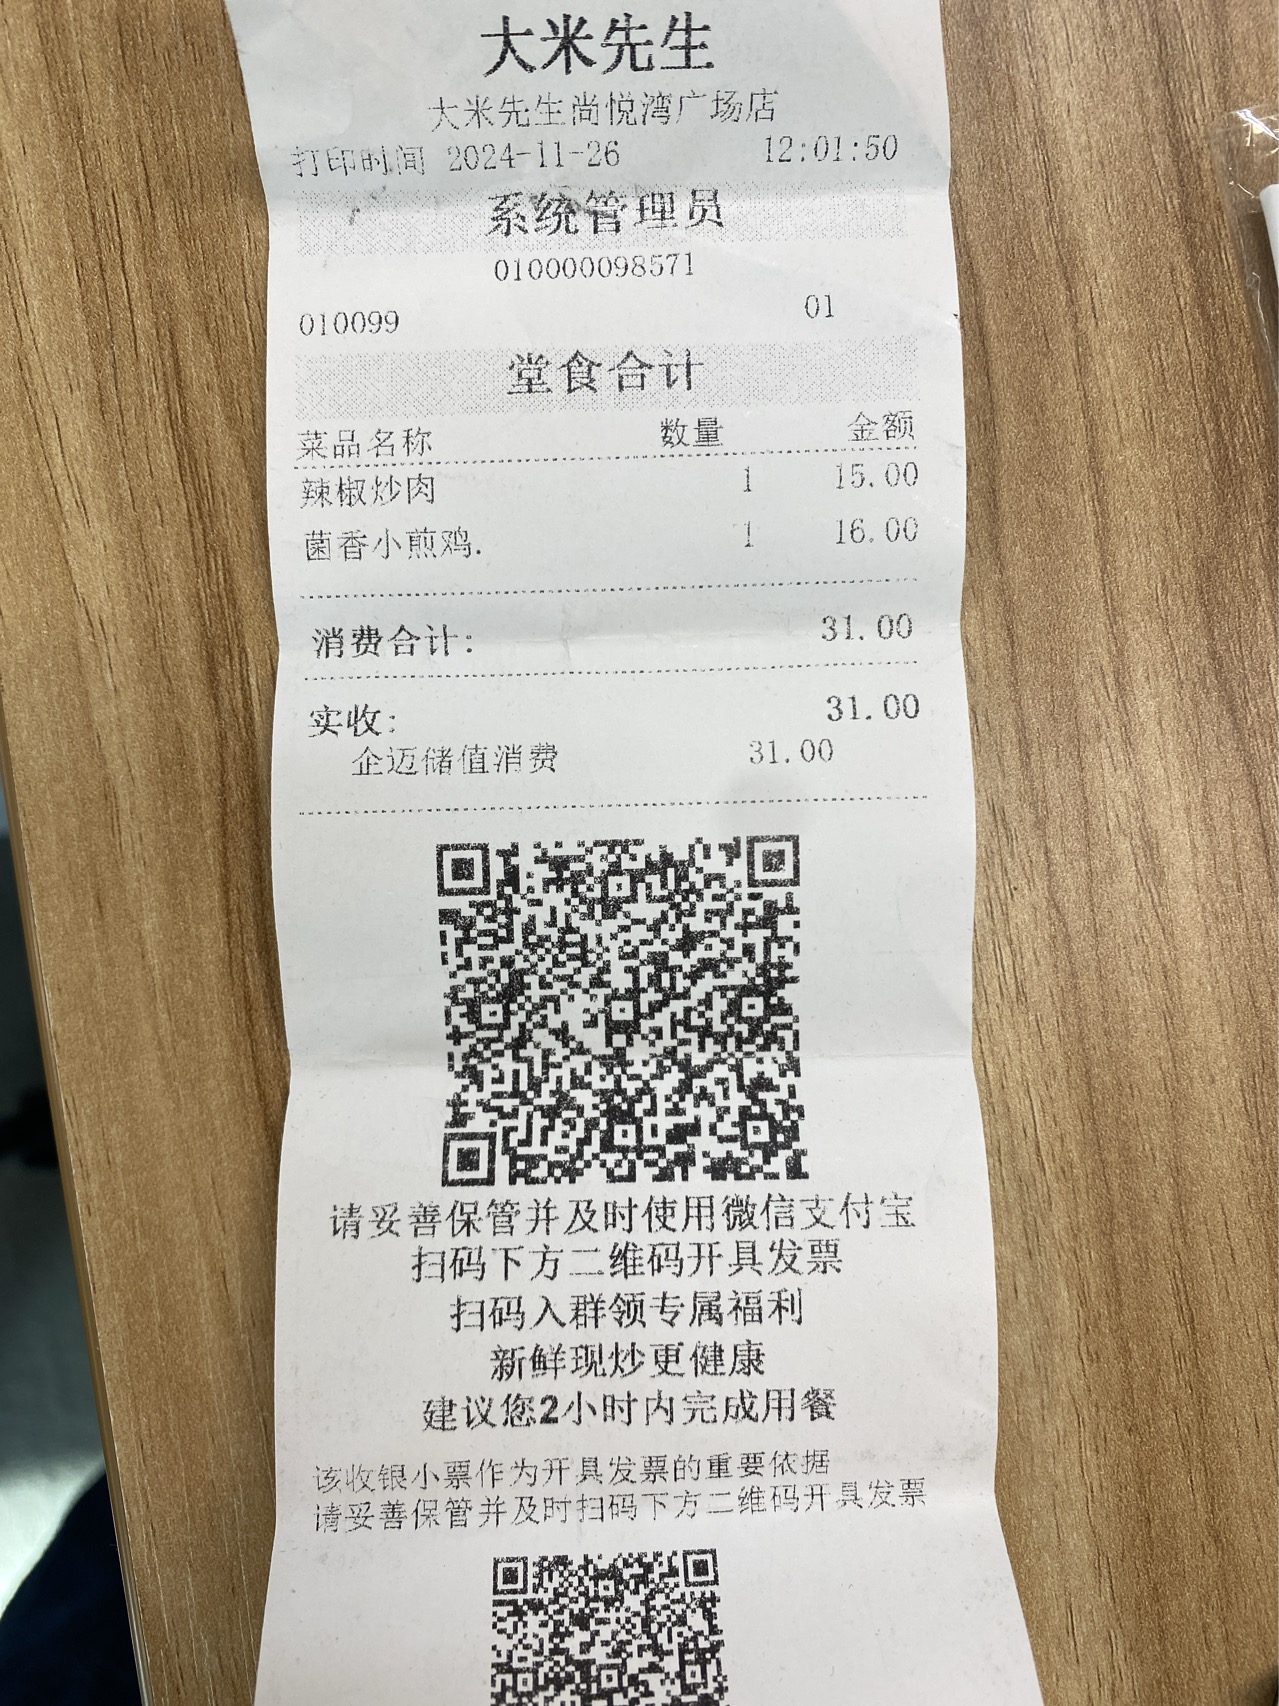 大米先生
大米先生尚悦湾广场店
打印时间 2024-11-26 12:01:50
系统管理员
010000098571
010099 01
堂食合计
菜品名称 数量 金额
辣椒炒肉 1 15.00
菌香小煎鸡. 1 16.00
消费合计: 31.00
实收: 31.00
企迈储值消费 31.00
请妥善保管并及时使用微信支付宝
扫码下方二维码开具发票
扫码入群领专属福利
新鲜现炒更健康
建议您2小时内完成用餐
该收银小票作为开具发票的重要依据
请妥善保管并及时扫码下方二维码开具发票